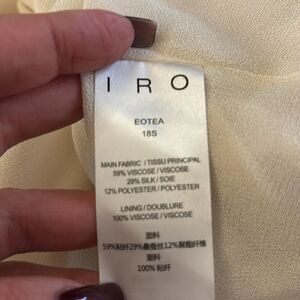 IRO
EOTEA
18S
MAIN FABRIC / TISSU PRINCIPAL
59% VISCOSE / VISCOSE
29% SILK / SOIE
12% POLYESTER / POLYESTER
LINING / DOUBLURE
100% VISCOSE / VISCOSE
面料
59%粘纤29%桑蚕丝12%聚酯纤维
里料
100% 粘纤